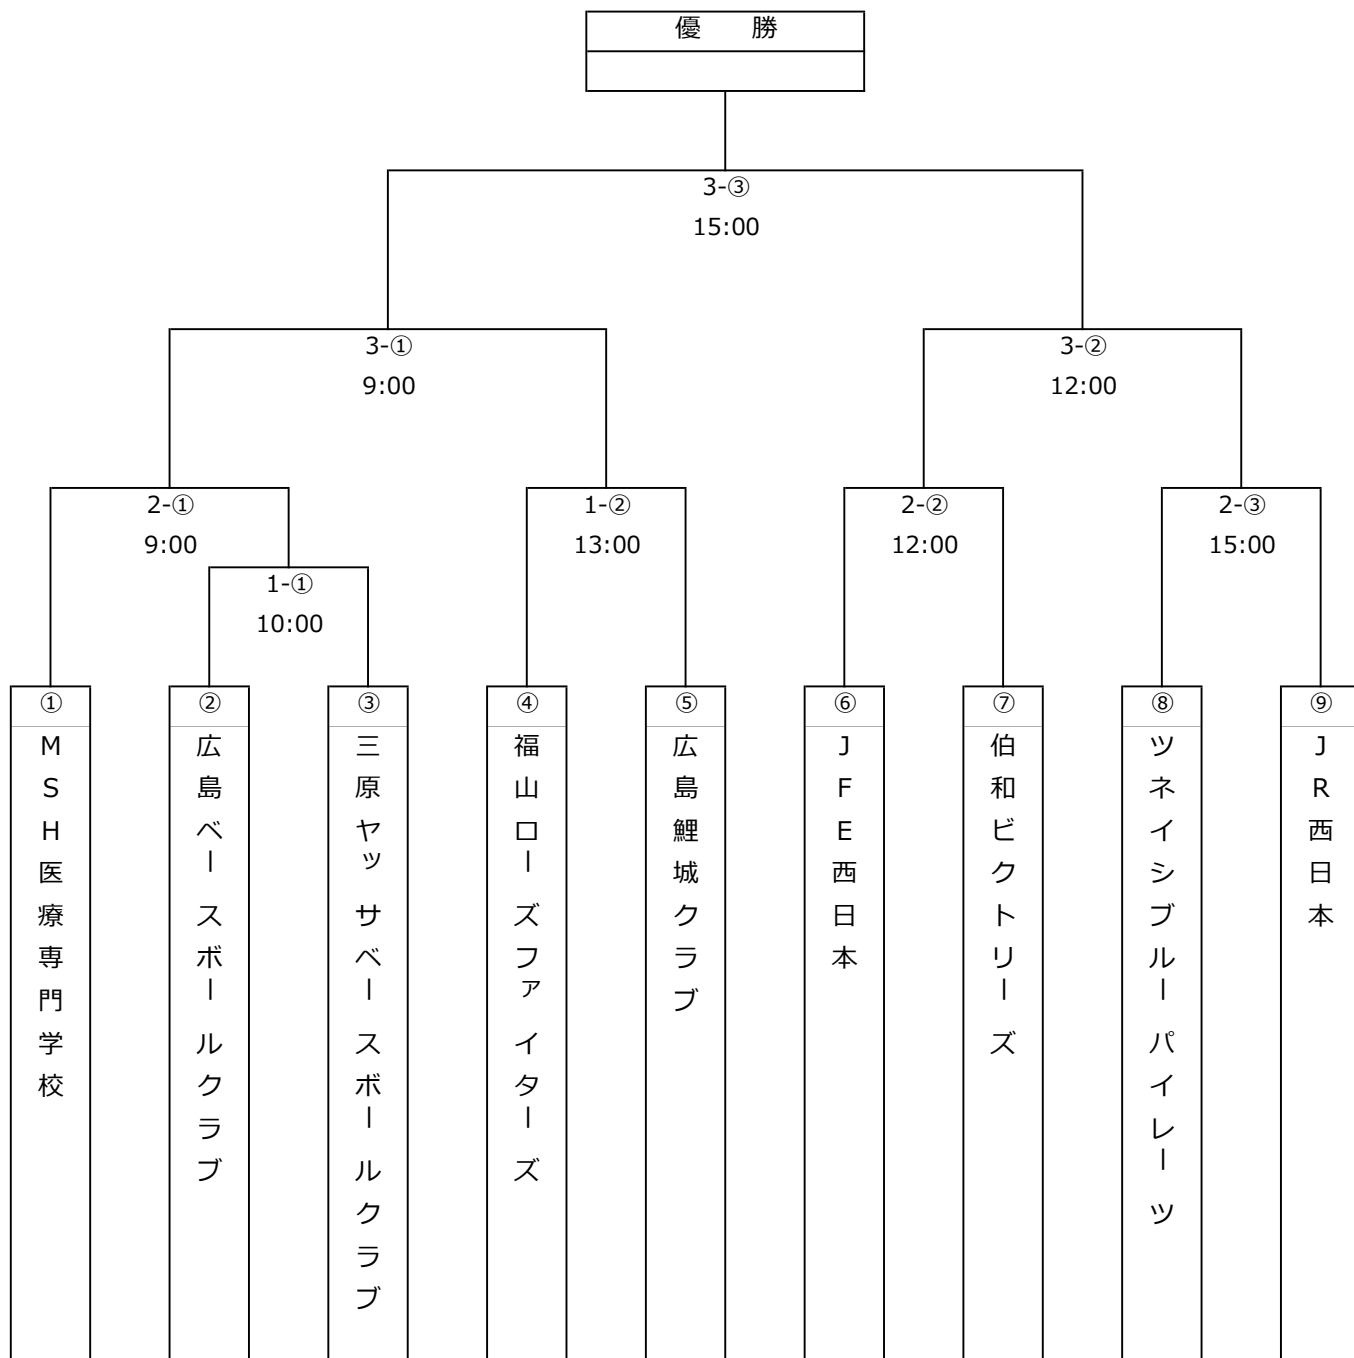 優 勝
3-③
15:00
3-①
9:00
3-②
12:00
2-①
9:00
1-②
13:00
2-②
12:00
2-③
15:00
1-①
10:00
①
MSH医療専門学校
②
広島ベースボールクラブ
③
三原ヤッサベースボールクラブ
④
福山ローズファイターズ
⑤
広島鯉城クラブ
⑥
JFE西日本
⑦
伯和ビクトリーズ
⑧
ツネイシブルーパイレーツ
⑨
JR西日本